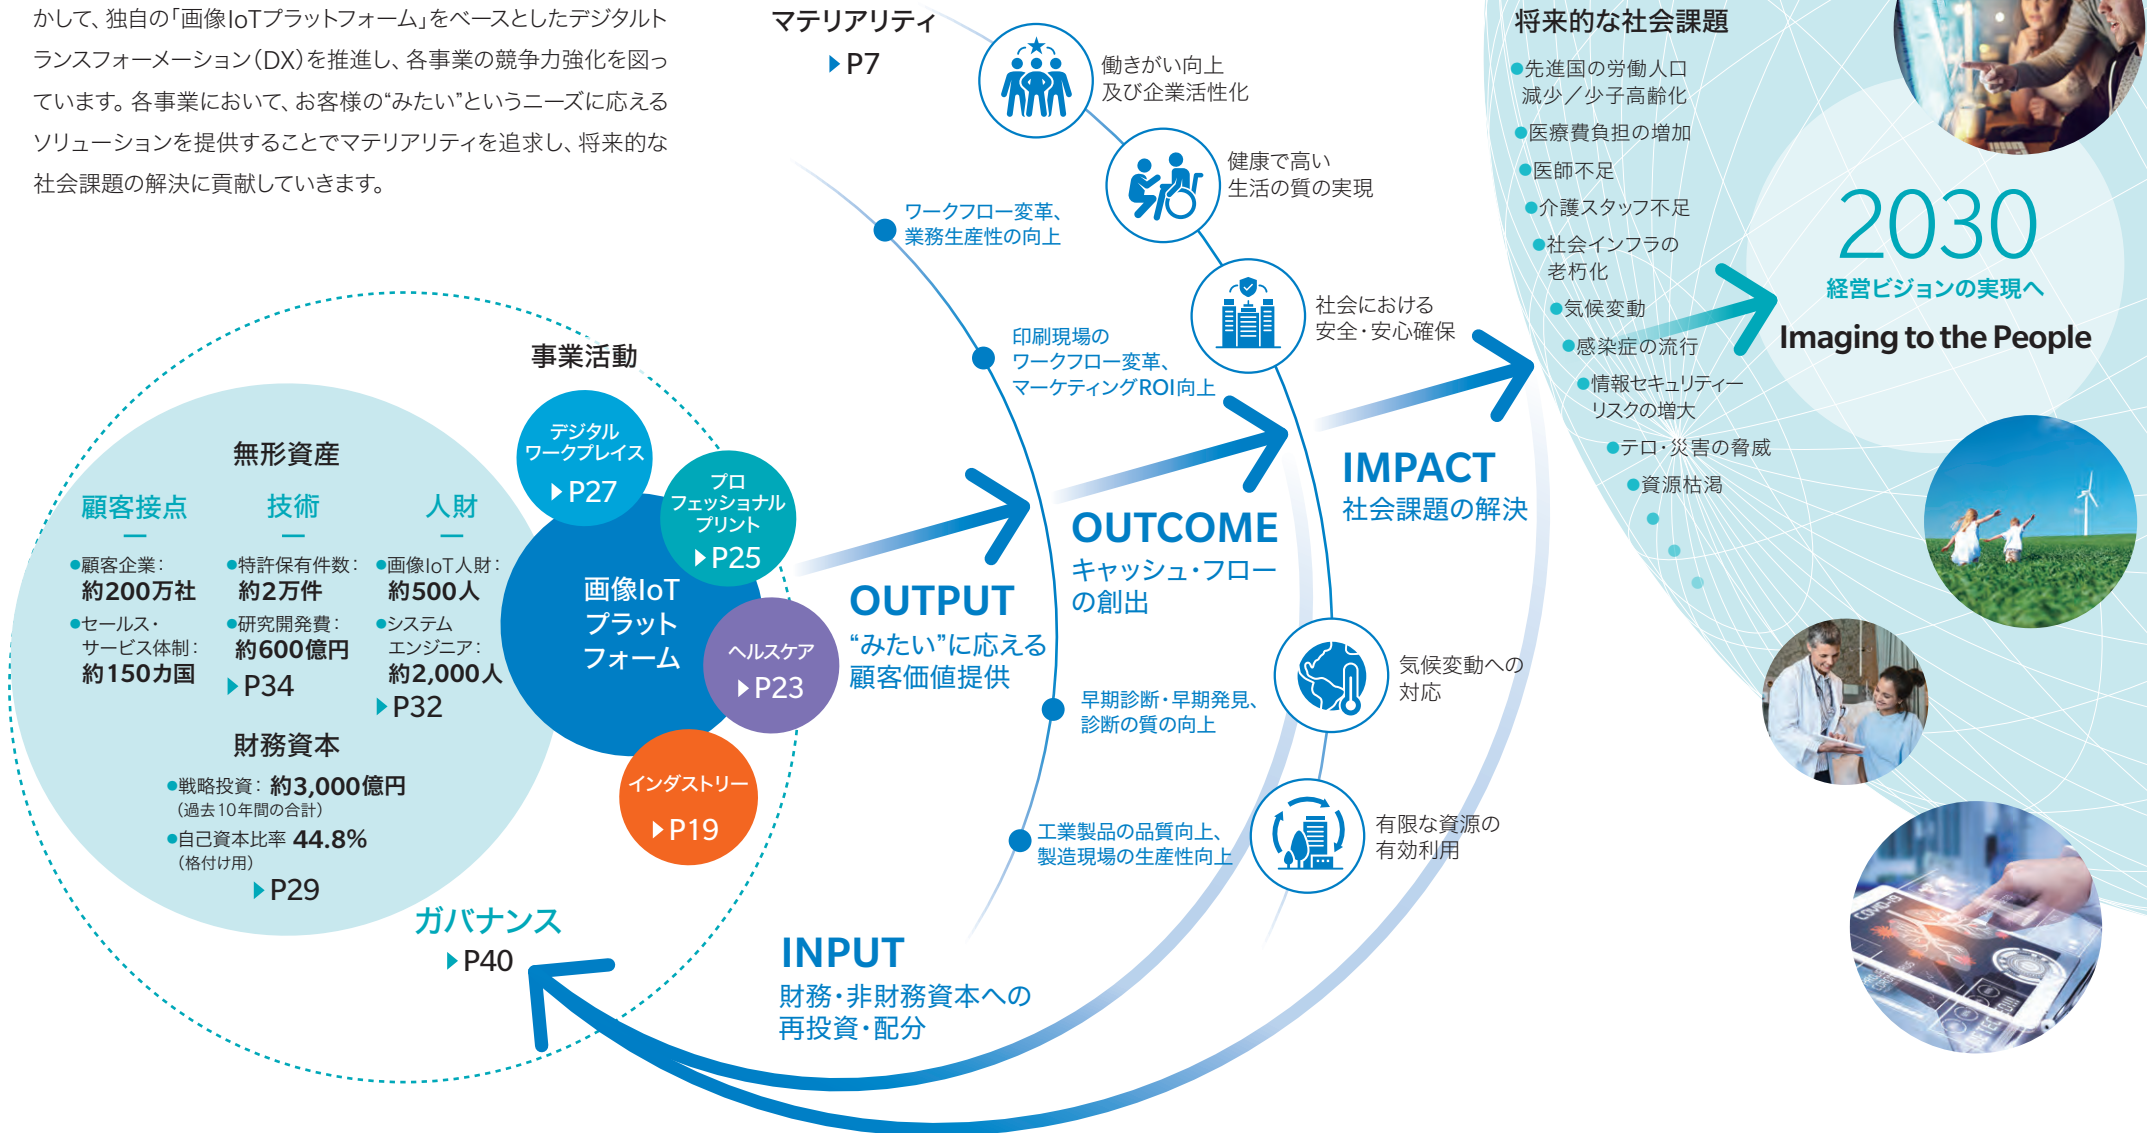 かして、独自の「画像IoTプラットフォーム」をベースとしたデジタルト
ランスフォーメーション（DX）を推進し、各事業の競争力強化を図っ
ています。各事業において、お客様の“みたい”というニーズに応える
ソリューションを提供することでマテリアリティを追求し、将来的な
社会課題の解決に貢献していきます。
マテリアリティ
P7
働きがい向上
及び企業活性化
健康で高い
生活の質の実現
社会における
安全・安心確保
気候変動への
対応
有限な資源の
有効利用
ワークフロー変革、
業務生産性の向上
印刷現場の
ワークフロー変革、
マーケティングROI向上
早期診断・早期発見、
診断の質の向上
工業製品の品質向上、
製造現場の生産性向上
事業活動
デジタル
ワークプレイス
P27
プロ
フェッショナル
プリント
P25
ヘルスケア
P23
インダストリー
P19
画像IoT
プラット
フォーム
無形資産
顧客接点
●顧客企業：
約200万社
●セールス・
サービス体制：
約150カ国
技術
●特許保有件数：
約2万件
●研究開発費：
約600億円
P34
人財
●画像IoT人財：
約500人
●システム
エンジニア：
約2,000人
P32
財務資本
●戦略投資：約3,000億円
（過去10年間の合計）
●自己資本比率 44.8%
（格付け用）
P29
ガバナンス
P40
OUTPUT
“みたい”に応える
顧客価値提供
OUTCOME
キャッシュ・フロー
の創出
IMPACT
社会課題の解決
INPUT
財務・非財務資本への
再投資・配分
将来的な社会課題
●先進国の労働人口
減少／少子高齢化
●医療費負担の増加
●医師不足
●介護スタッフ不足
●社会インフラの
老朽化
●気候変動
●感染症の流行
●情報セキュリティー
リスクの増大
●テロ・災害の脅威
●資源枯渇
2030
経営ビジョンの実現へ
Imaging to the People
COVID-19